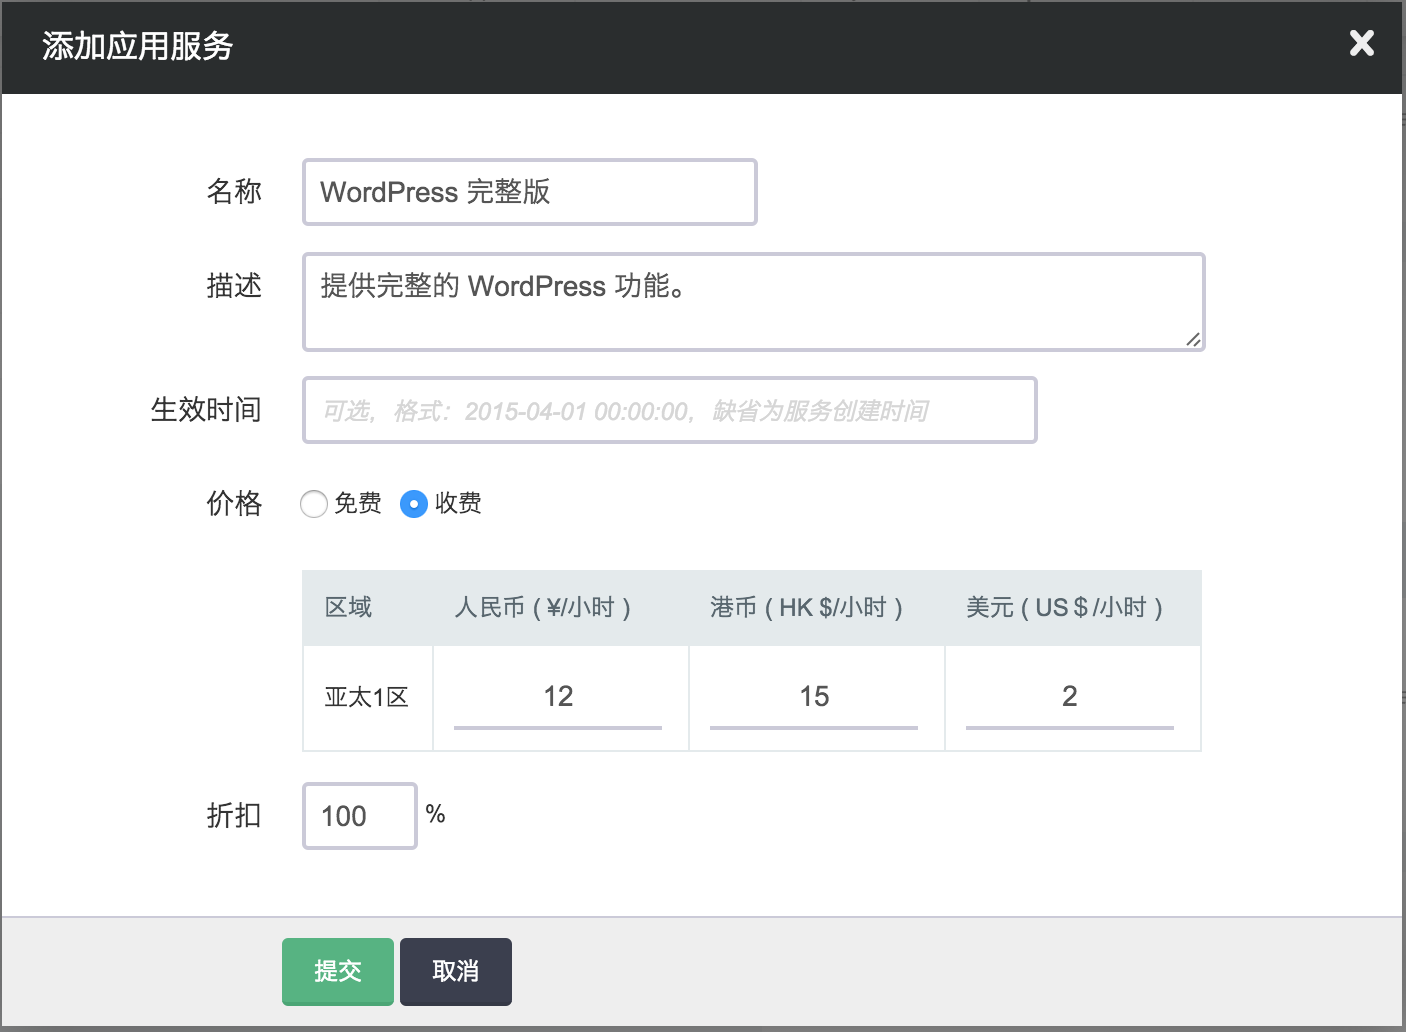 添加应用服务
名称 WordPress 完整版
描述 提供完整的 WordPress 功能。
生效时间 可选，格式：2015-04-01 00:00:00，缺省为服务创建时间
价格 免费 收费
区域 人民币 ( ¥/小时 ) 港币 ( HK $/小时 ) 美元 ( US $ /小时 )
亚太1区 12 15 2
折扣 100 %
提交 取消